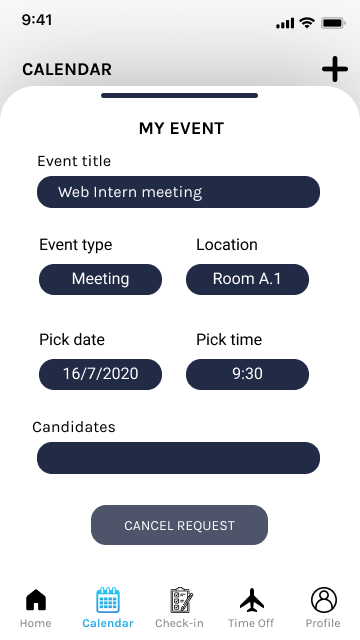 9:41
CALENDAR
MY EVENT
Event title
Web Intern meeting
Event type Location
Meeting Room A.1
Pick date Pick time
16/7/2020 9:30
Candidates
CANCEL REQUEST
Home Calendar Check-in Time Off Profile